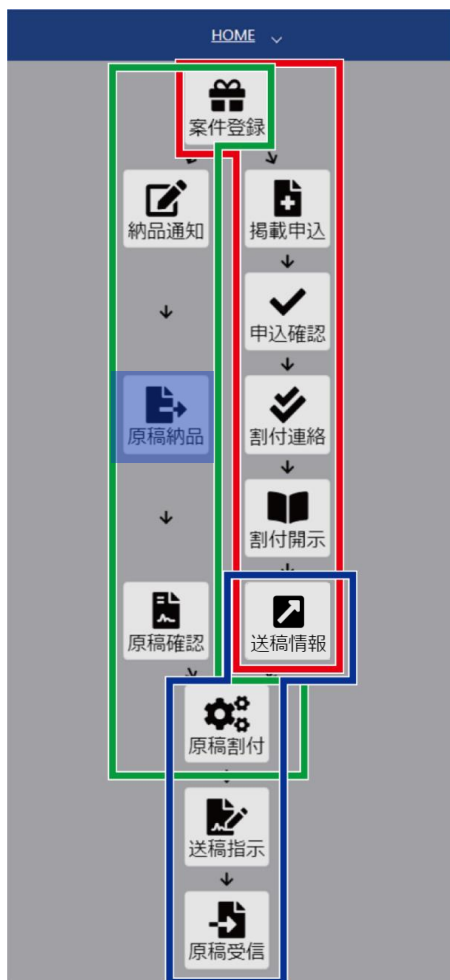 HOME
案件登録
納品通知
掲載申込
申込確認
原稿納品
割付連絡
割付開示
原稿確認
送稿情報
原稿割付
送稿指示
原稿受信